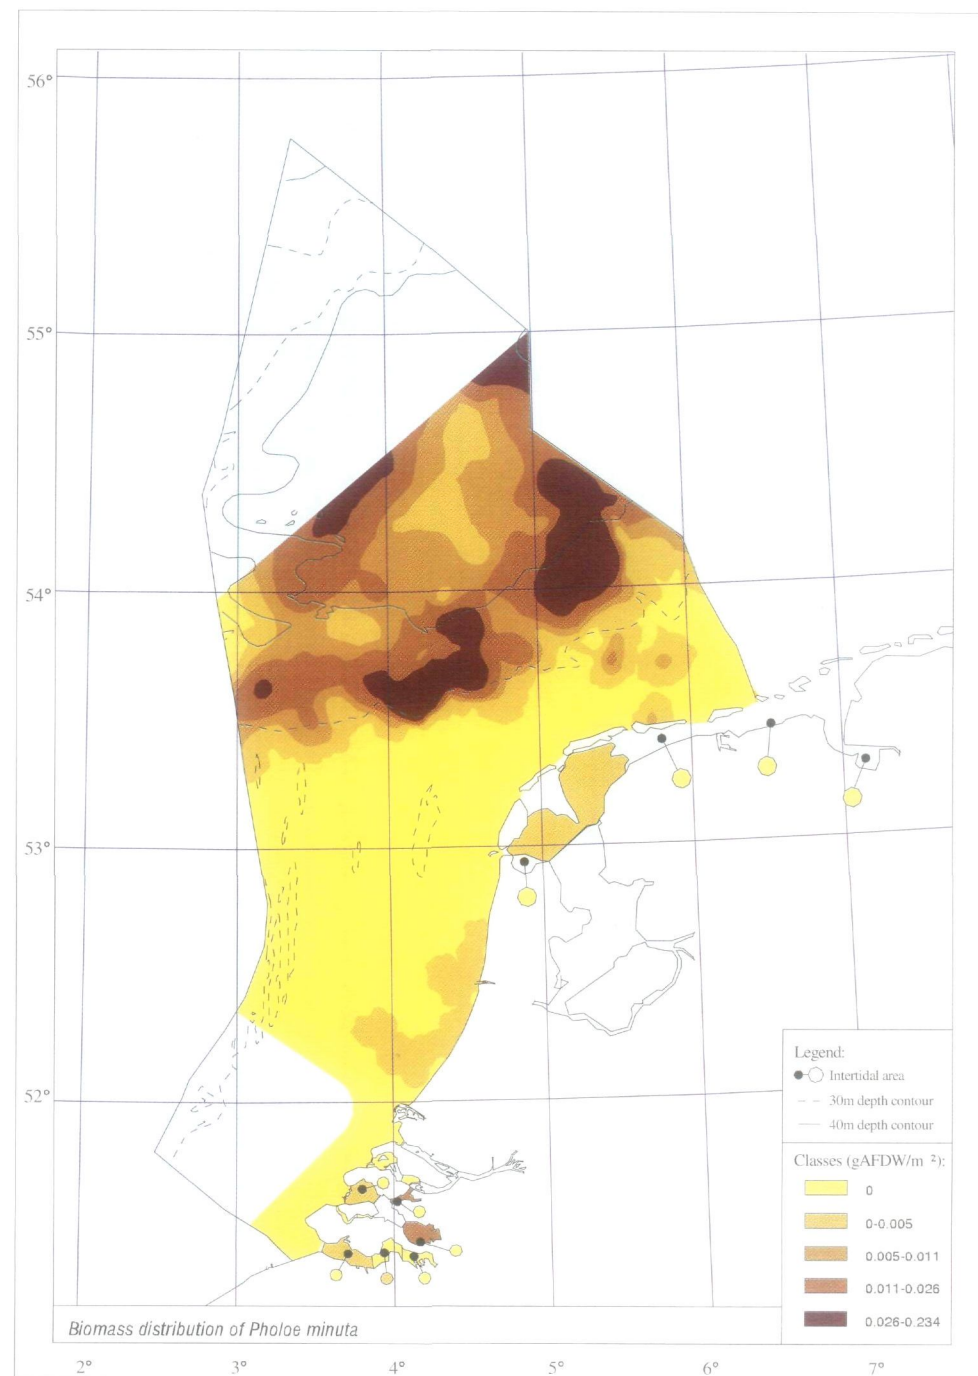 56°
55°
54°
53°
52°
Legend:
Intertidal area
30m depth contour
40m depth contour
Classes (gAFDW/m ²):
0
0-0.005
0.005-0.011
0.011-0.026
0.026-0.234
Biomass distribution of Pholoe minuta
2° 3° 4° 5° 6° 7°